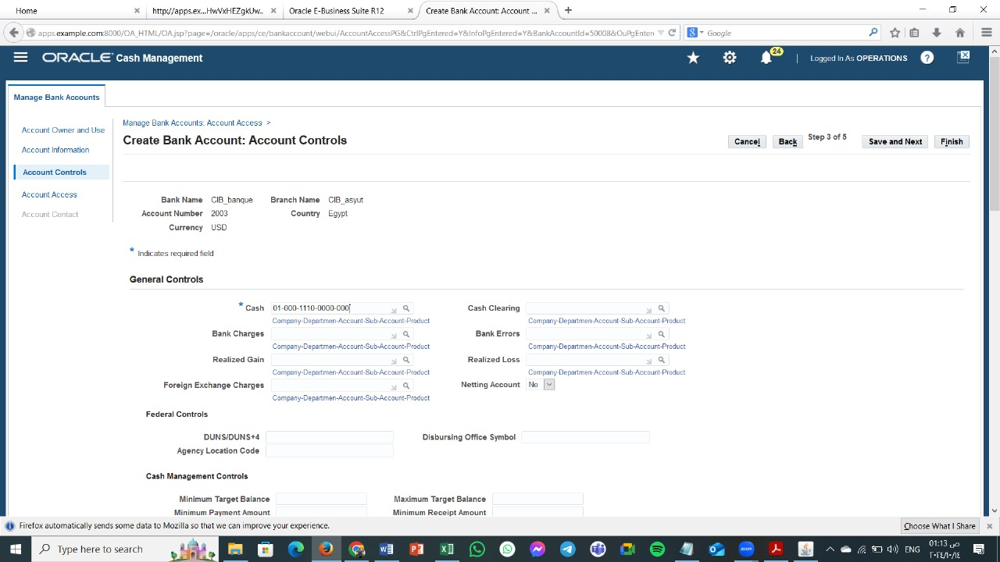 Home
http://apps.ex...HwVxHEZgkUw..
Oracle E-Business Suite R12
Create Bank Account: Account ...
apps.example.com:8000/OA_HTML/OA.jsp?page=/oracle/apps/ce/bankaccount/webui/AccountAccessPG&CtrlPgEntered=Y&InfoPgEntered=Y&BankAccountId=50008&OuPgEnter
Google
ORACLE Cash Management
24
Logged In As OPERATIONS
Manage Bank Accounts
Account Owner and Use
Account Information
Account Controls
Account Access
Account Contact
Manage Bank Accounts: Account Access >
Create Bank Account: Account Controls
Cancel
Back
Step 3 of 5
Save and Next
Finish
Bank Name CIB_banque
Branch Name CIB_asyut
Account Number 2003
Country Egypt
Currency USD
* Indicates required field
General Controls
* Cash 01-000-1110-0000-000
Company-Departmen-Account-Sub-Account-Product
Cash Clearing
Company-Departmen-Account-Sub-Account-Product
Bank Charges
Company-Departmen-Account-Sub-Account-Product
Bank Errors
Company-Departmen-Account-Sub-Account-Product
Realized Gain
Company-Departmen-Account-Sub-Account-Product
Realized Loss
Company-Departmen-Account-Sub-Account-Product
Foreign Exchange Charges
Company-Departmen-Account-Sub-Account-Product
Netting Account No
Federal Controls
DUNS/DUNS+4
Disbursing Office Symbol
Agency Location Code
Cash Management Controls
Minimum Target Balance
Maximum Target Balance
Minimum Payment Amount
Minimum Receipt Amount
Firefox automatically sends some data to Mozilla so that we can improve your experience.
Choose What I Share
Type here to search
zoom
ENG
01:13 ص